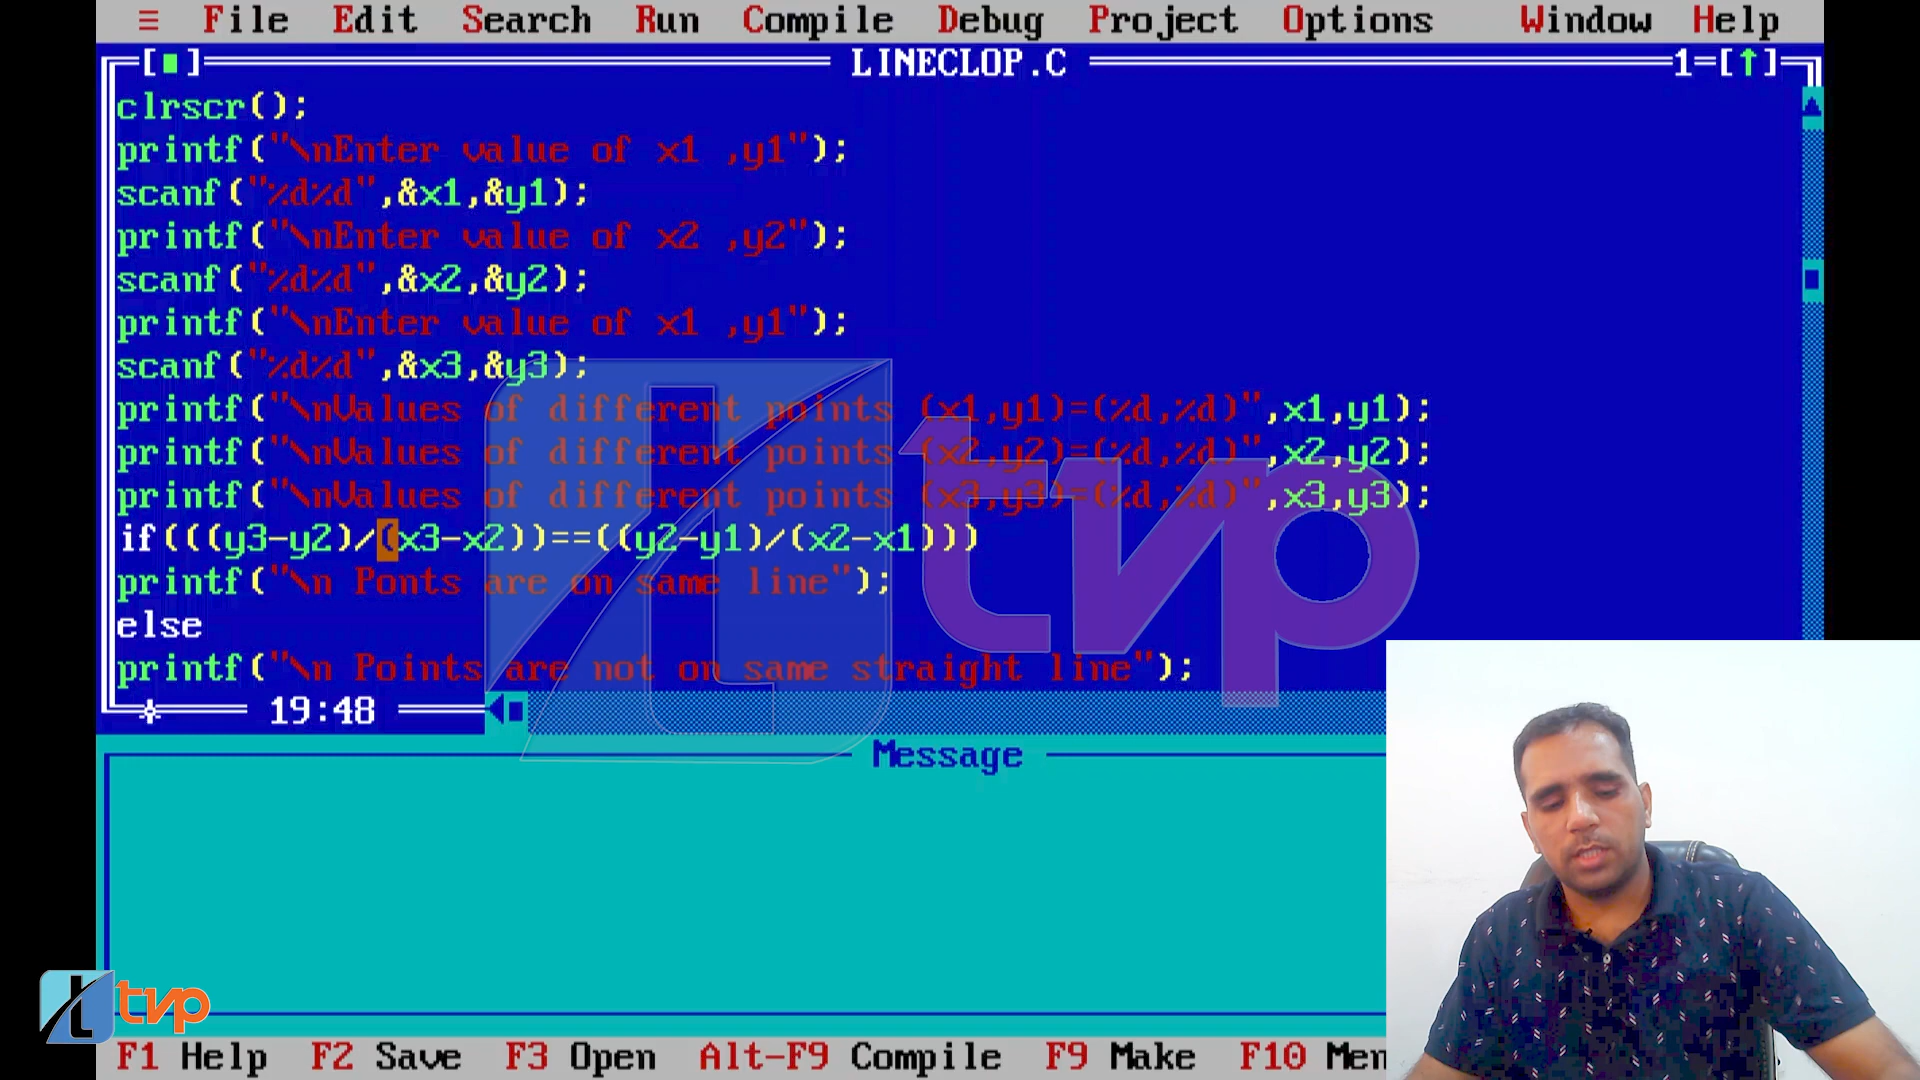 ≡ File Edit Search Run Compile Debug Project Options Window Help
[■] LINECLOP.C 1=[↑]
clrscr();
printf("\nEnter value of x1 ,y1");
scanf("%d%d",&x1,&y1);
printf("\nEnter value of x2 ,y2");
scanf("%d%d",&x2,&y2);
printf("\nEnter value of x1 ,y1");
scanf("%d%d",&x3,&y3);
printf("\nValues of different points (x1,y1)=(%d,%d)",x1,y1);
printf("\nValues of different points (x2,y2)=(%d,%d)",x2,y2);
printf("\nValues of different points (x3,y3)=(%d,%d)",x3,y3);
if(((y3-y2)/(x3-x2))==((y2-y1)/(x2-x1)))
printf("\n Ponts are on same line");
else
printf("\n Points are not on same straight line");
19:48
tvp
Message
tvp
F1 Help F2 Save F3 Open Alt-F9 Compile F9 Make F10 Men